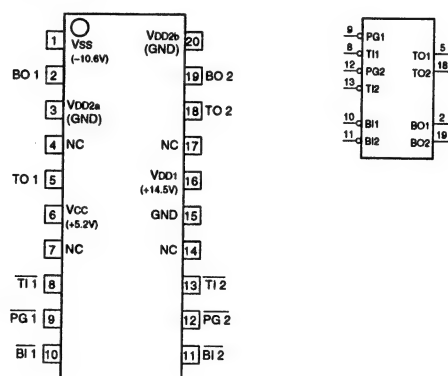 1 VSS (–10.6V) VDD2b (GND) 20
BO 1 2 19 BO 2
3 VDD2a (GND) 18 TO 2
4 NC NC 17
TO 1 5 VDD1 (+14.5V) 16
6 VCC (+5.2V) GND 15
7 NC NC 14
TI 1 8 13 TI 2
PG 1 9 12 PG 2
BI 1 10 11 BI 2
9 PG1
8 TI1 TO1 5
12 PG2 TO2 18
13 TI2
10 BI1 BO1 2
11 BI2 BO2 19